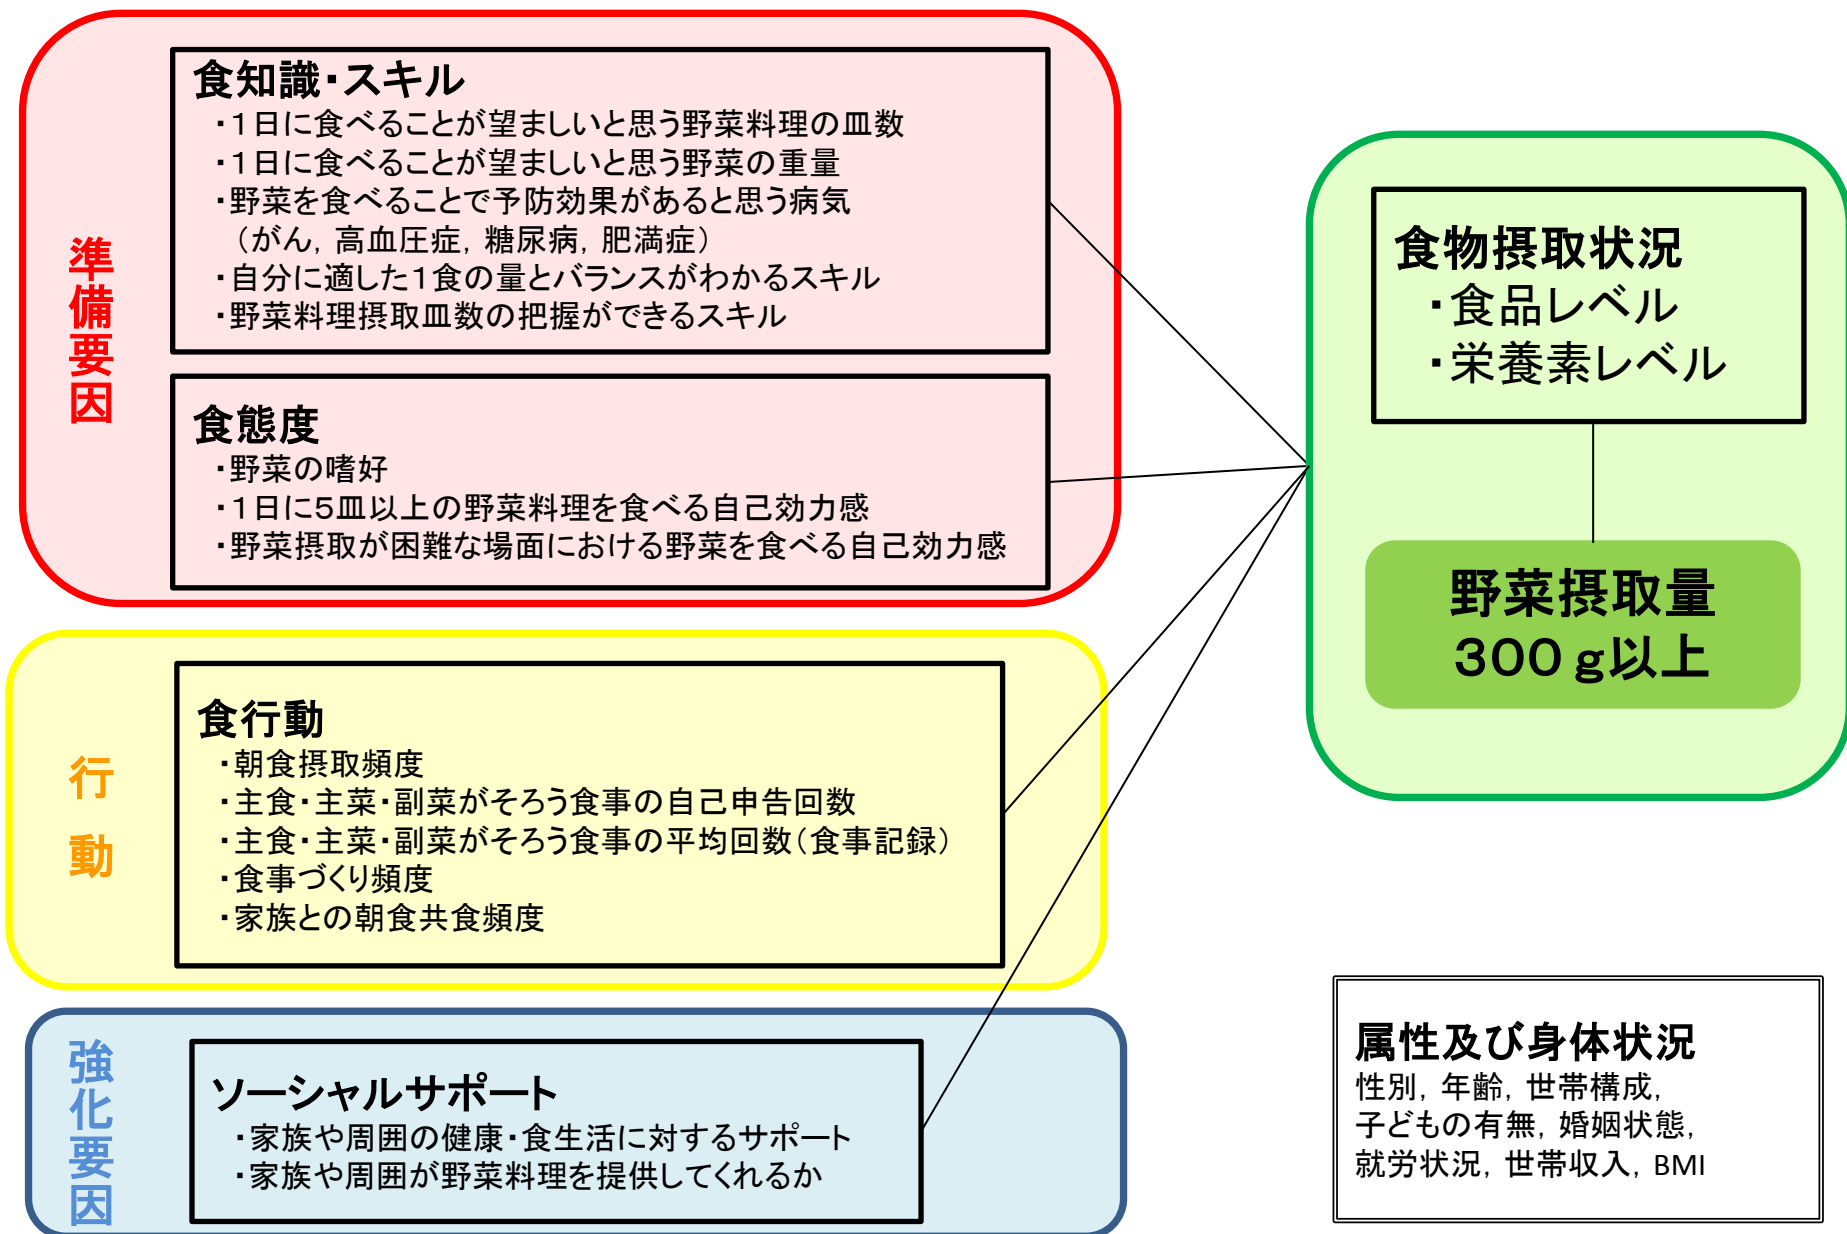 準備要因
食知識・スキル
・1日に食べることが望ましいと思う野菜料理の皿数
・1日に食べることが望ましいと思う野菜の重量
・野菜を食べることで予防効果があると思う病気
（がん，高血圧症，糖尿病，肥満症）
・自分に適した1食の量とバランスがわかるスキル
・野菜料理摂取皿数の把握ができるスキル
食態度
・野菜の嗜好
・1日に5皿以上の野菜料理を食べる自己効力感
・野菜摂取が困難な場面における野菜を食べる自己効力感
行動
食行動
・朝食摂取頻度
・主食・主菜・副菜がそろう食事の自己申告回数
・主食・主菜・副菜がそろう食事の平均回数（食事記録）
・食事づくり頻度
・家族との朝食共食頻度
強化要因
ソーシャルサポート
・家族や周囲の健康・食生活に対するサポート
・家族や周囲が野菜料理を提供してくれるか
食物摂取状況
・食品レベル
・栄養素レベル
野菜摂取量
300g以上
属性及び身体状況
性別，年齢，世帯構成，
子どもの有無，婚姻状態，
就労状況，世帯収入，BMI